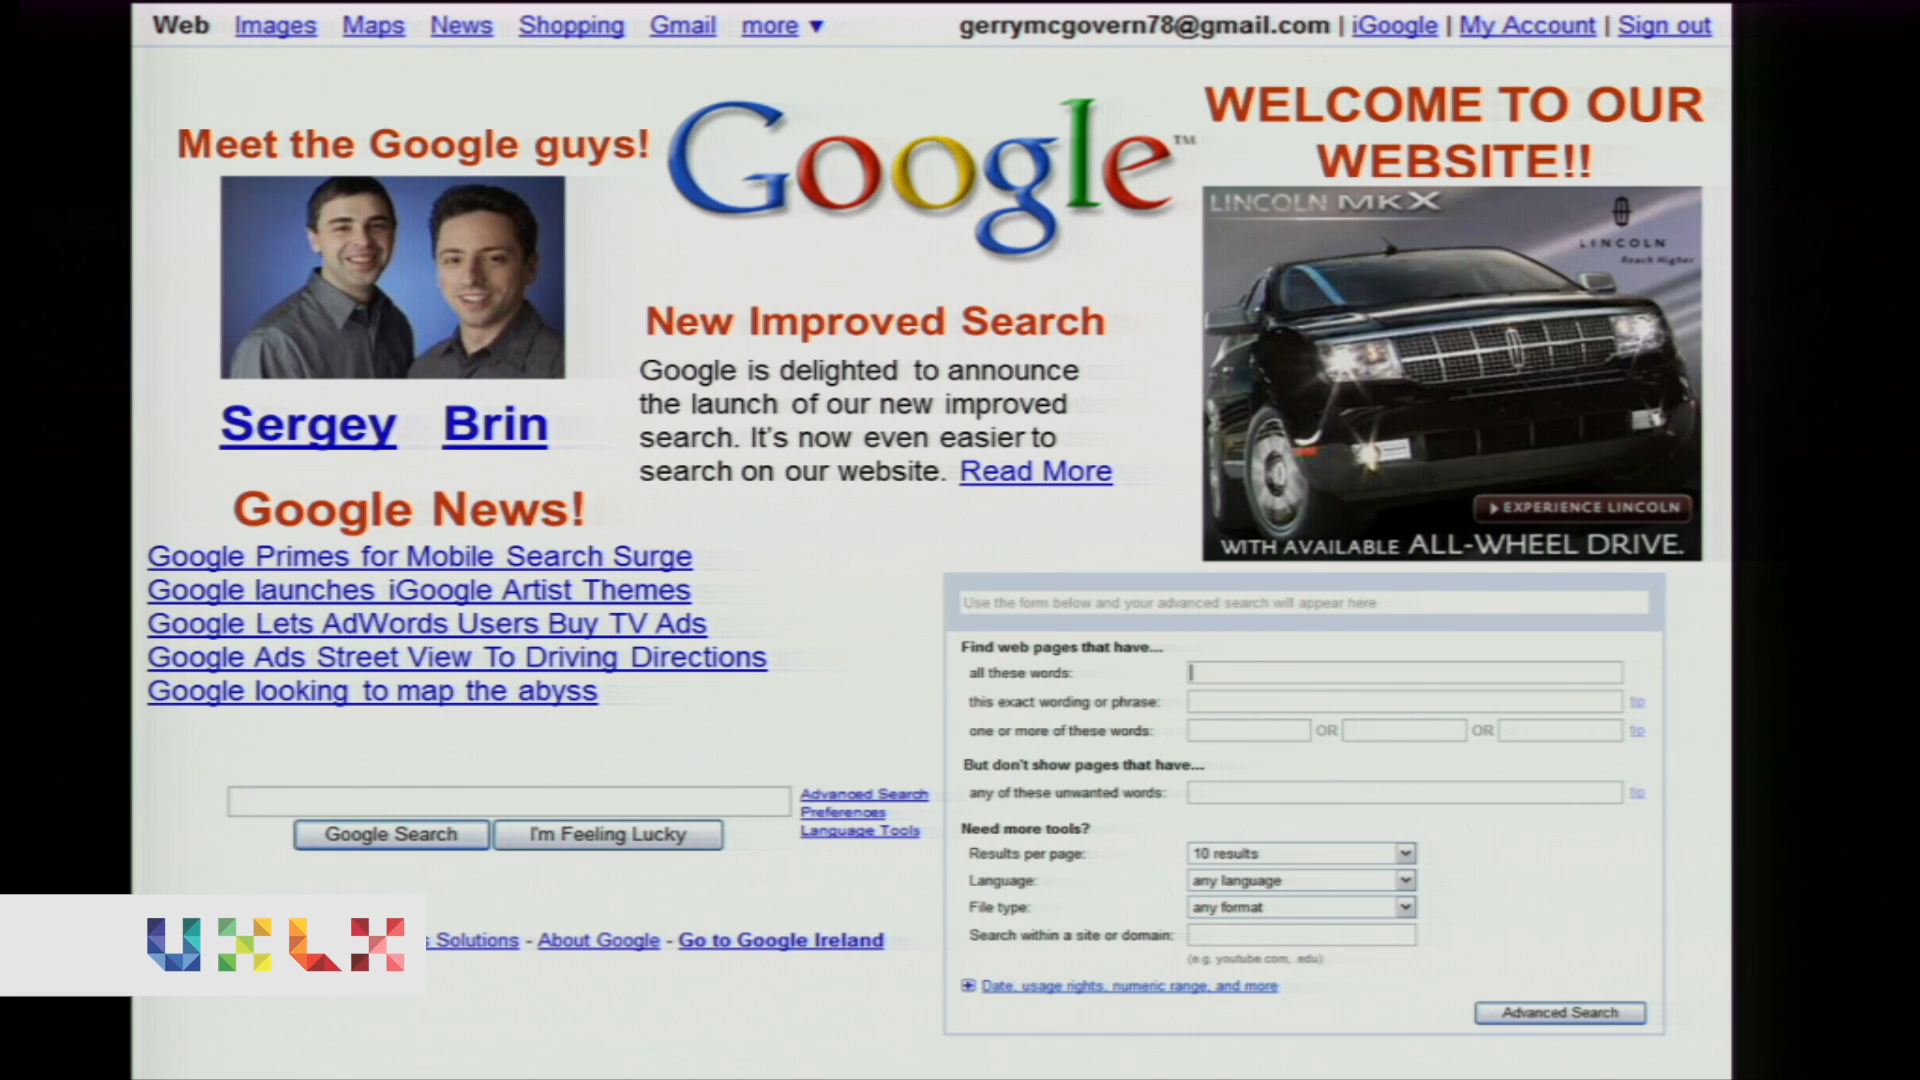 Web Images Maps News Shopping Gmail more ▼ gerrymcgovern78@gmail.com | iGoogle | My Account | Sign out
Meet the Google guys!
Google™
WELCOME TO OUR
WEBSITE!!
LINCOLN MKX
LINCOLN
Reach Higher
EXPERIENCE LINCOLN
WITH AVAILABLE ALL-WHEEL DRIVE.
Sergey Brin
New Improved Search
Google is delighted to announce
the launch of our new improved
search. It's now even easier to
search on our website. Read More
Google News!
Google Primes for Mobile Search Surge
Google launches iGoogle Artist Themes
Google Lets AdWords Users Buy TV Ads
Google Ads Street View To Driving Directions
Google looking to map the abyss
Google Search I'm Feeling Lucky
Advanced Search
Preferences
Language Tools
Use the form below and your advanced search will appear here
Find web pages that have...
all these words:
this exact wording or phrase: tip
one or more of these words: OR OR tip
But don't show pages that have...
any of these unwanted words: tip
Need more tools?
Results per page: 10 results
Language: any language
File type: any format
Search within a site or domain:
(e.g. youtube.com, .edu)
Date, usage rights, numeric range, and more
Advanced Search
s Solutions - About Google - Go to Google Ireland
UXLX